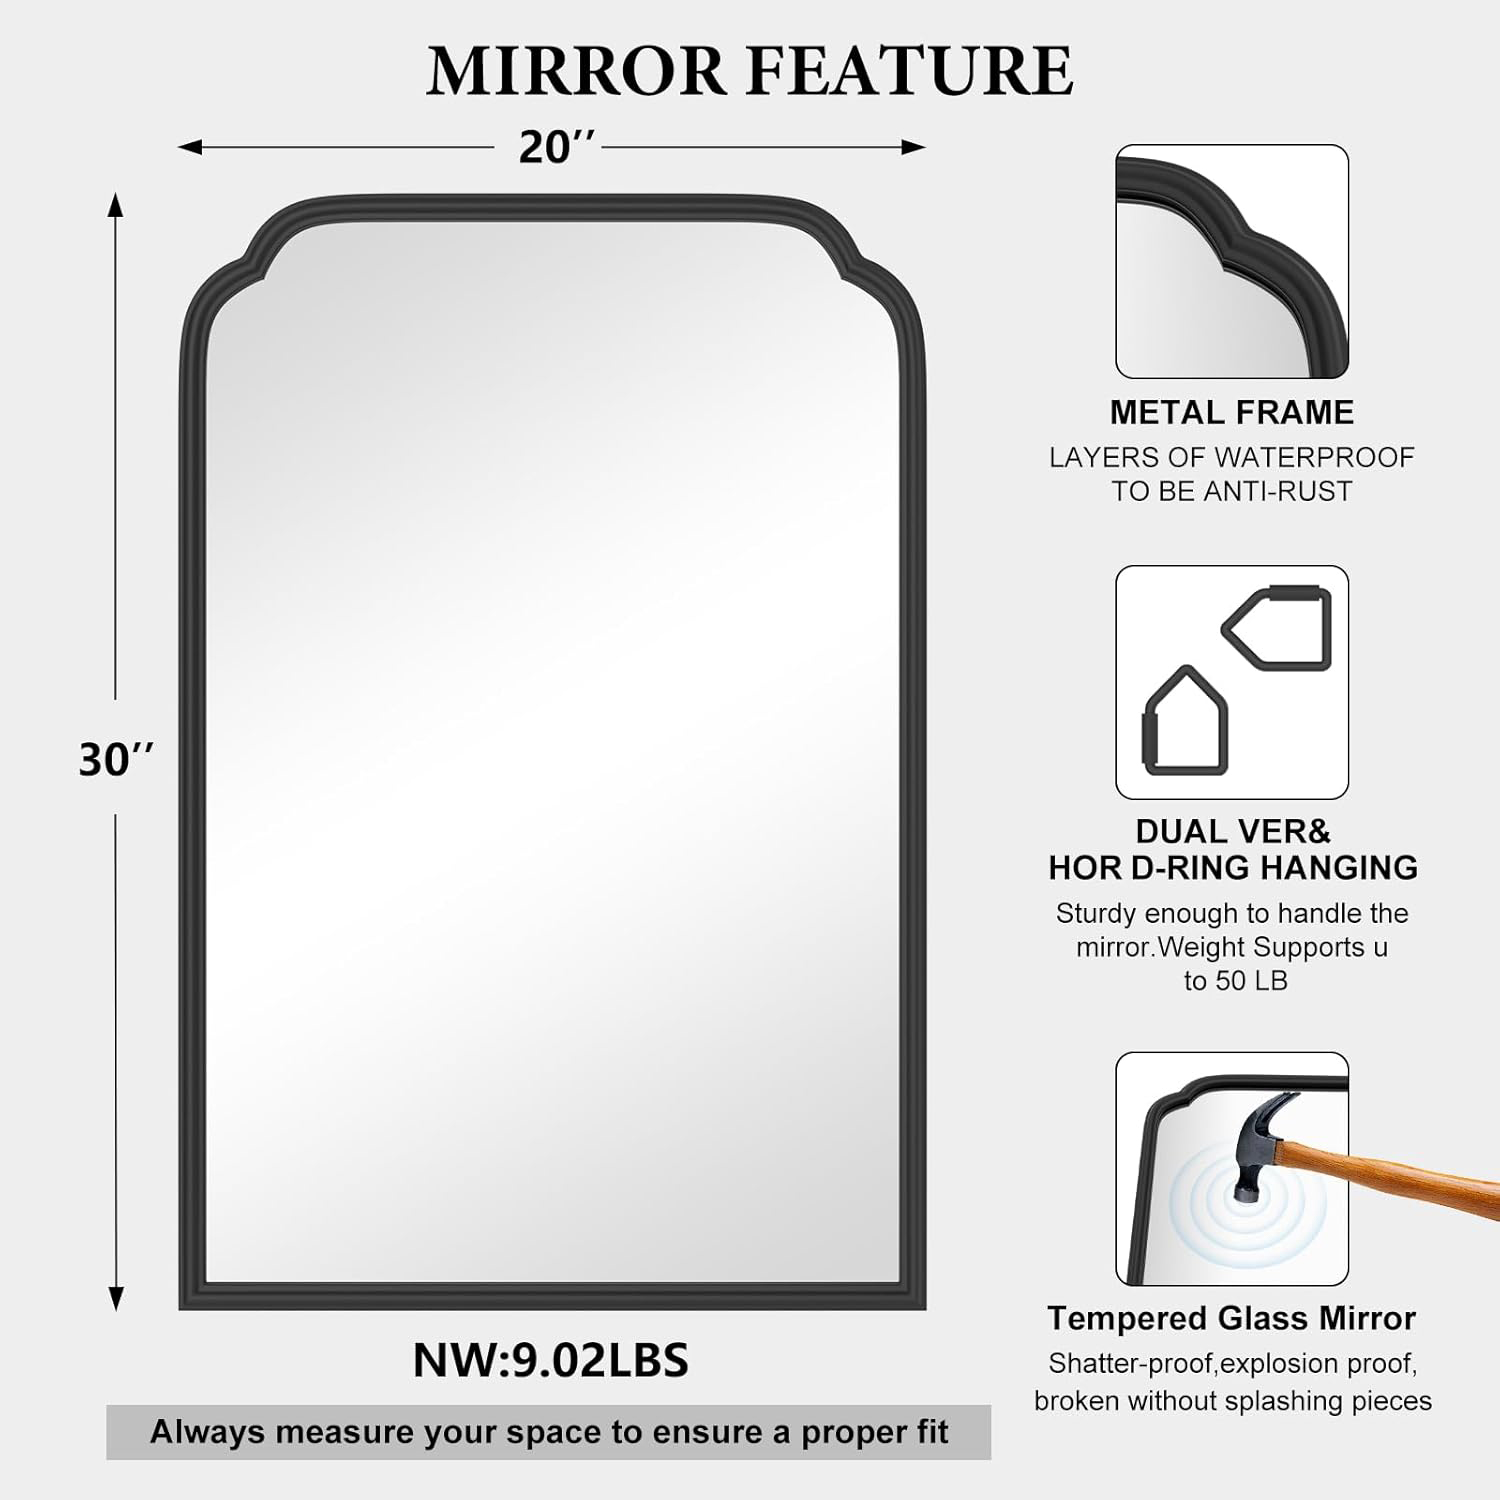 MIRROR FEATURE
20''
30''
NW:9.02LBS
Always measure your space to ensure a proper fit
METAL FRAME
LAYERS OF WATERPROOF
TO BE ANTI-RUST
DUAL VER&
HOR D-RING HANGING
Sturdy enough to handle the
mirror.Weight Supports u
to 50 LB
Tempered Glass Mirror
Shatter-proof,explosion proof,
broken without splashing pieces